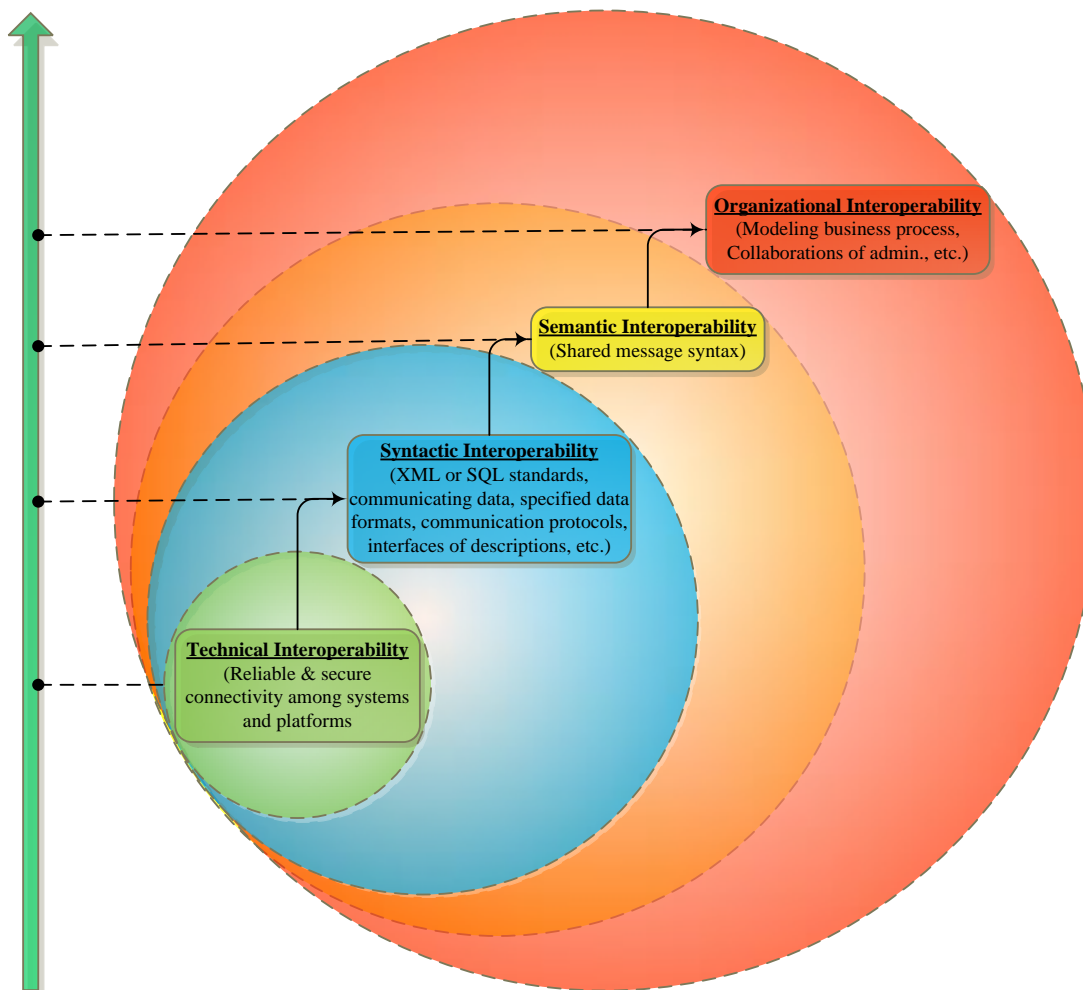 Organizational Interoperability
(Modeling business process,
Collaborations of admin., etc.)
Semantic Interoperability
(Shared message syntax)
Syntactic Interoperability
(XML or SQL standards,
communicating data, specified data
formats, communication protocols,
interfaces of descriptions, etc.)
Technical Interoperability
(Reliable & secure
connectivity among systems
and platforms